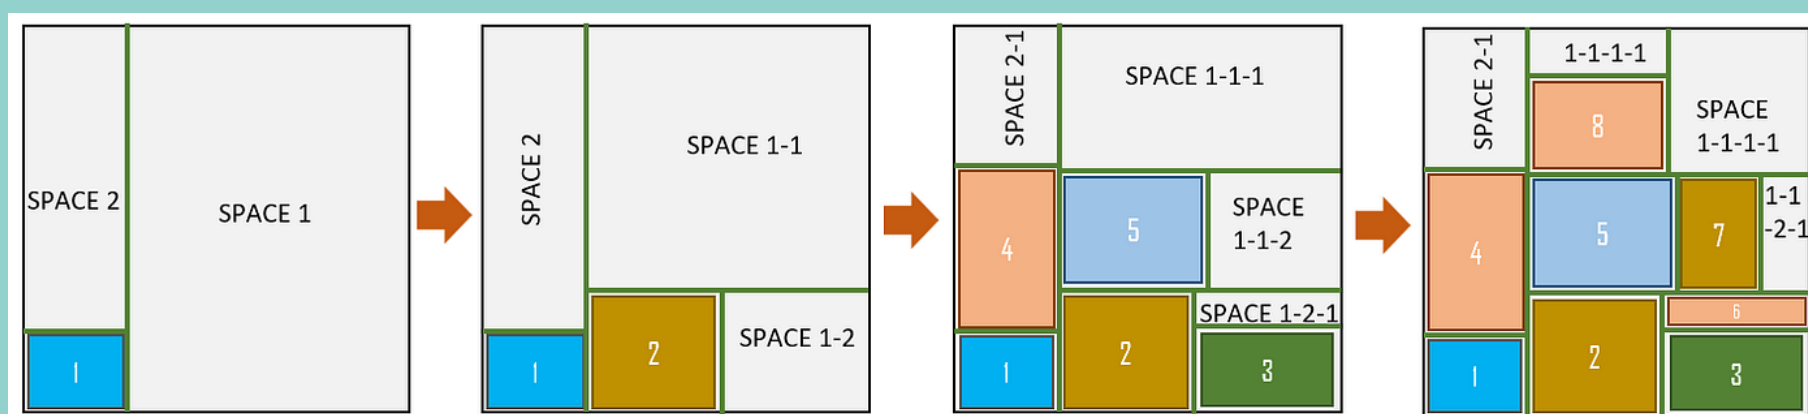 SPACE 2
SPACE 1
1
SPACE 2
SPACE 1-1
1
2
SPACE 1-2
SPACE 2-1
SPACE 1-1-1
4
5
SPACE
1-1-2
1
2
SPACE 1-2-1
3
SPACE 2-1
1-1-1-1
8
SPACE
1-1-1-1
4
5
7
1-1
-2-1
6
1
2
3